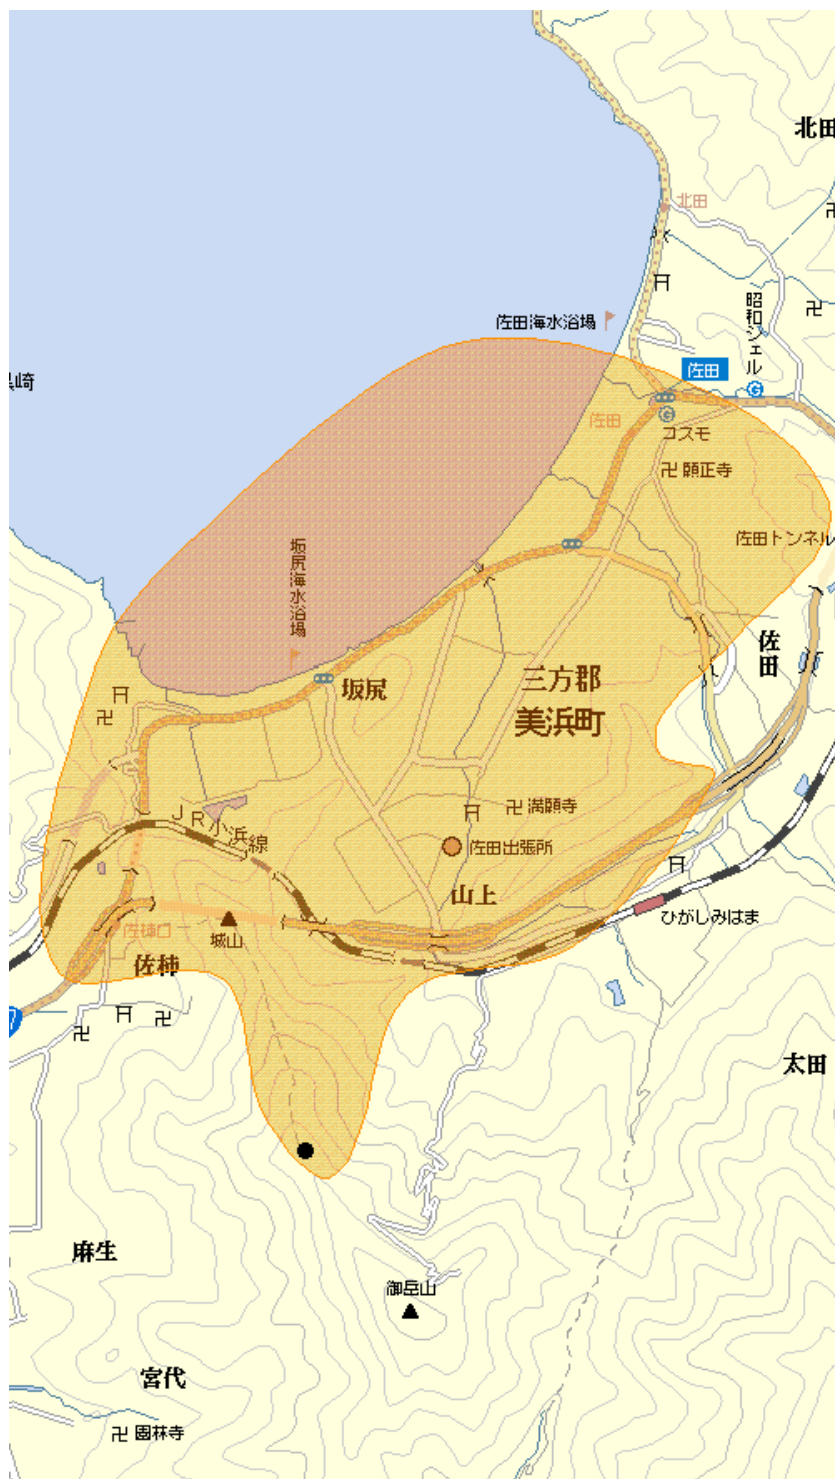 北田
北田
昭和シェル
佐田海水浴場
佐田
崎
佐田
コスモ
願正寺
佐田トンネル
坂尻海水浴場
佐田
三方郡
坂尻
美浜町
満願寺
JR小浜線
佐田出張所
山上
ひがしみはま
佐柿口
城山
佐柿
太田
麻生
御岳山
宮代
園林寺